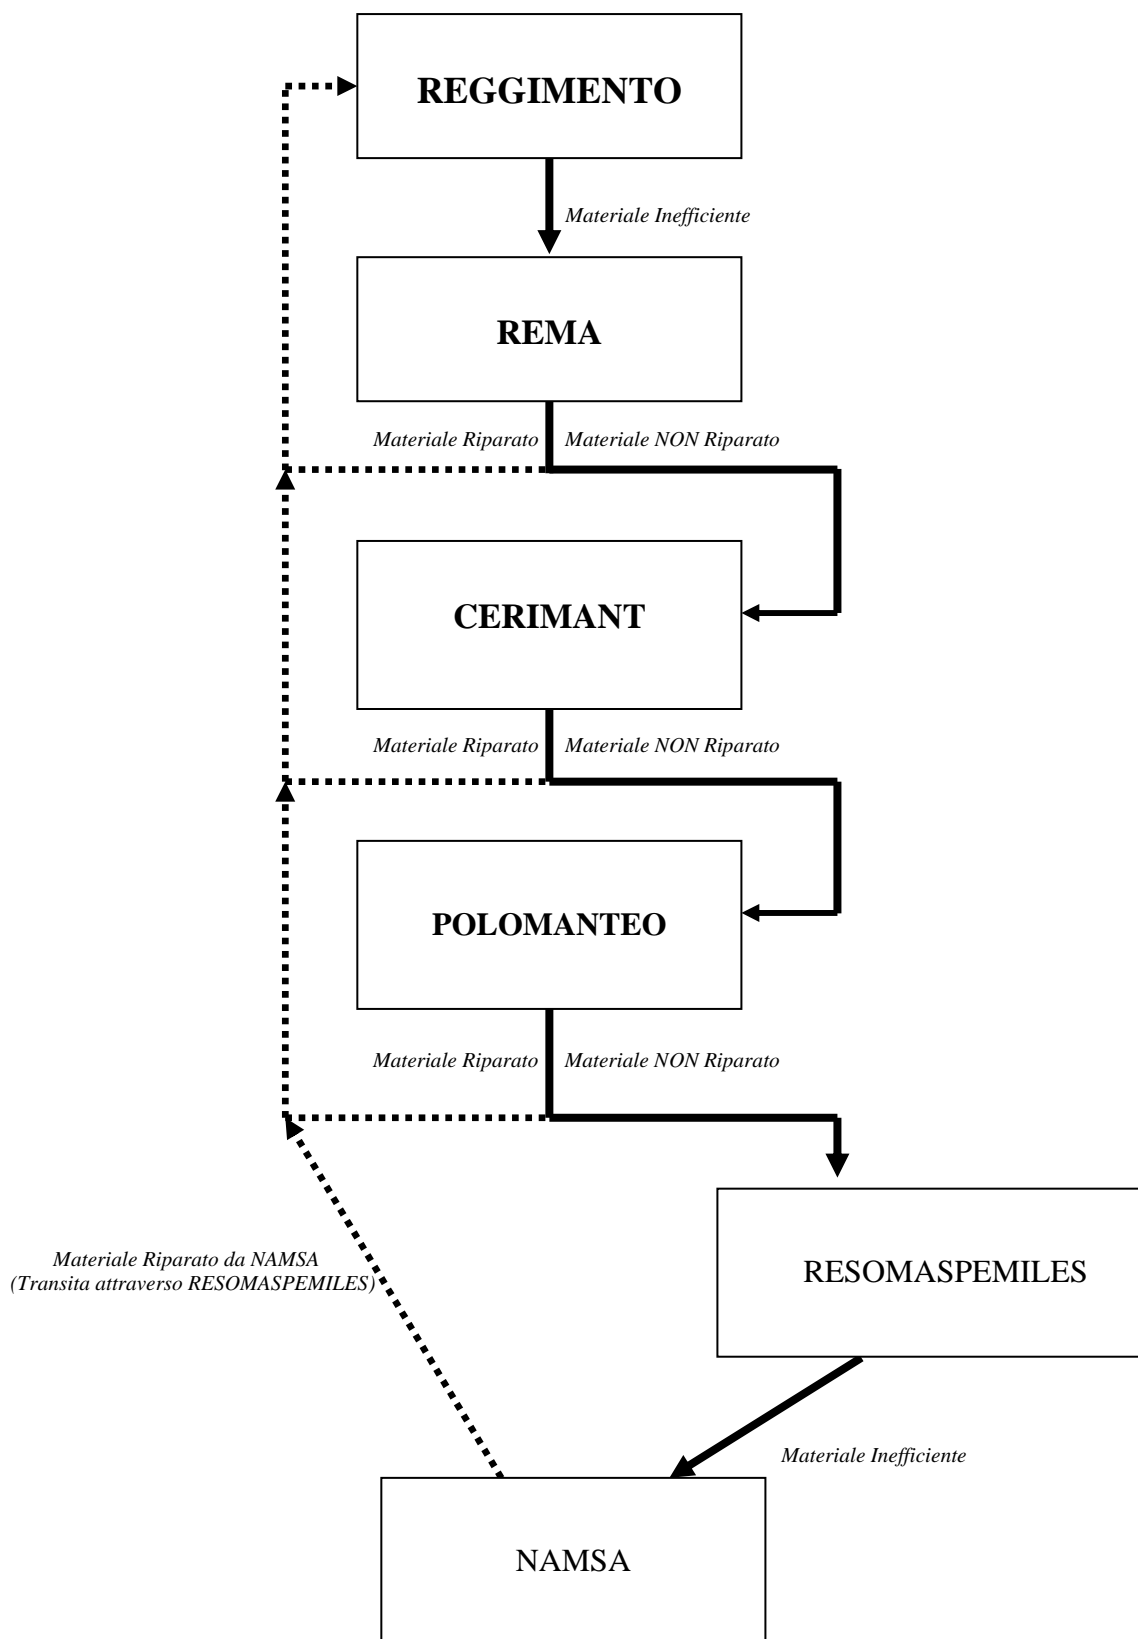 REGGIMENTO
Materiale Inefficiente
REMA
Materiale Riparato
Materiale NON Riparato
CERIMANT
Materiale Riparato
Materiale NON Riparato
POLOMANTEO
Materiale Riparato
Materiale NON Riparato
Materiale Riparato da NAMSA
(Transita attraverso RESOMASPEMILES)
RESOMASPEMILES
Materiale Inefficiente
NAMSA